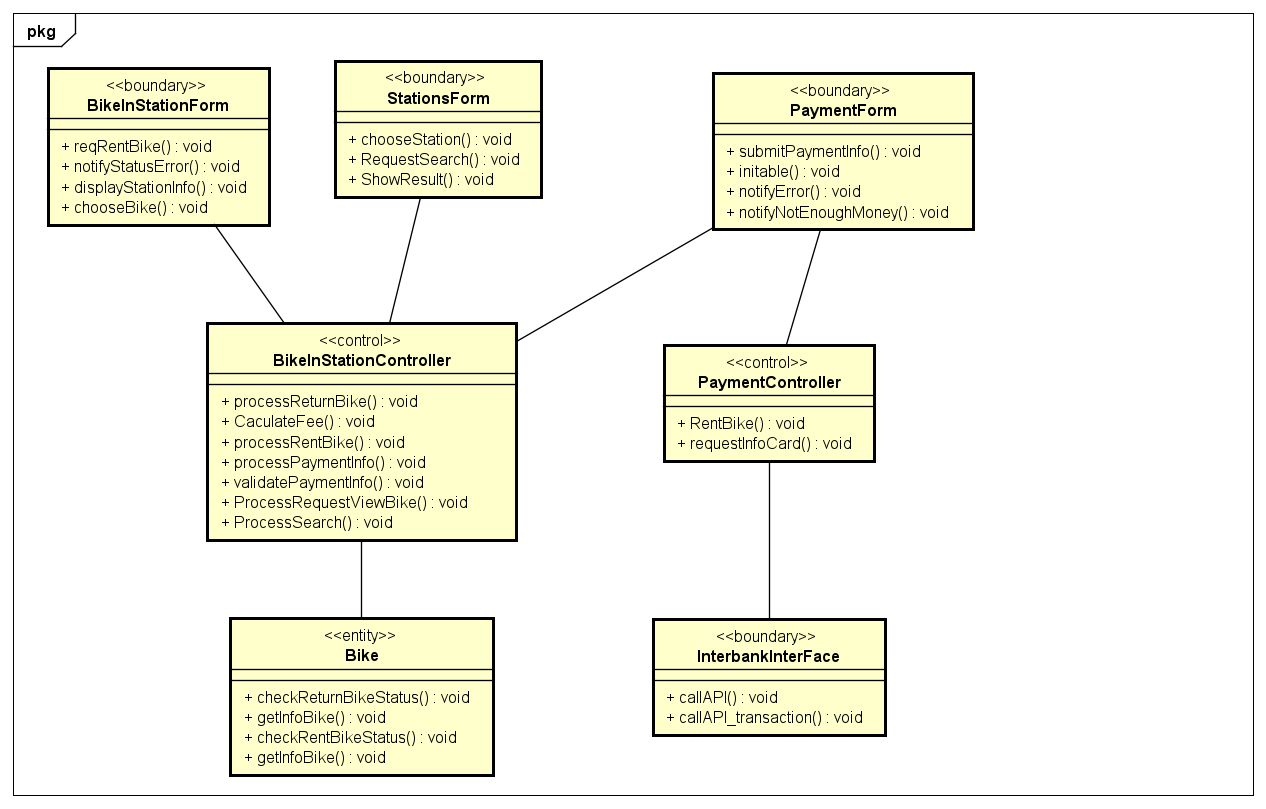 pkg
<<boundary>>
BikeInStationForm
+ reqRentBike() : void
+ notifyStatusError() : void
+ displayStationInfo() : void
+ chooseBike() : void
<<boundary>>
StationsForm
+ chooseStation() : void
+ RequestSearch() : void
+ ShowResult() : void
<<boundary>>
PaymentForm
+ submitPaymentInfo() : void
+ initable() : void
+ notifyError() : void
+ notifyNotEnoughMoney() : void
<<control>>
BikeInStationController
+ processReturnBike() : void
+ CaculateFee() : void
+ processRentBike() : void
+ processPaymentInfo() : void
+ validatePaymentInfo() : void
+ ProcessRequestViewBike() : void
+ ProcessSearch() : void
<<control>>
PaymentController
+ RentBike() : void
+ requestInfoCard() : void
<<entity>>
Bike
+ checkReturnBikeStatus() : void
+ getInfoBike() : void
+ checkRentBikeStatus() : void
+ getInfoBike() : void
<<boundary>>
InterbankInterFace
+ callAPI() : void
+ callAPI_transaction() : void